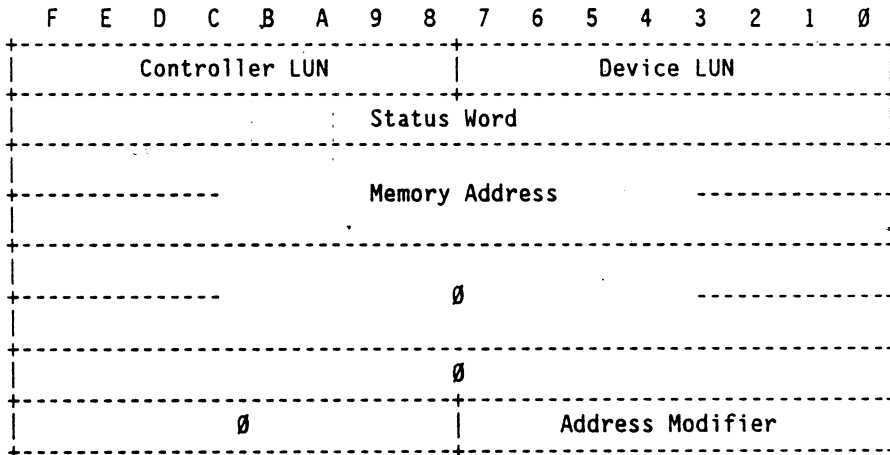 F E D C B A 9 8 7 6 5 4 3 2 1 Ø
Controller LUN Device LUN
Status Word
Memory Address
Ø
Ø
Ø Address Modifier